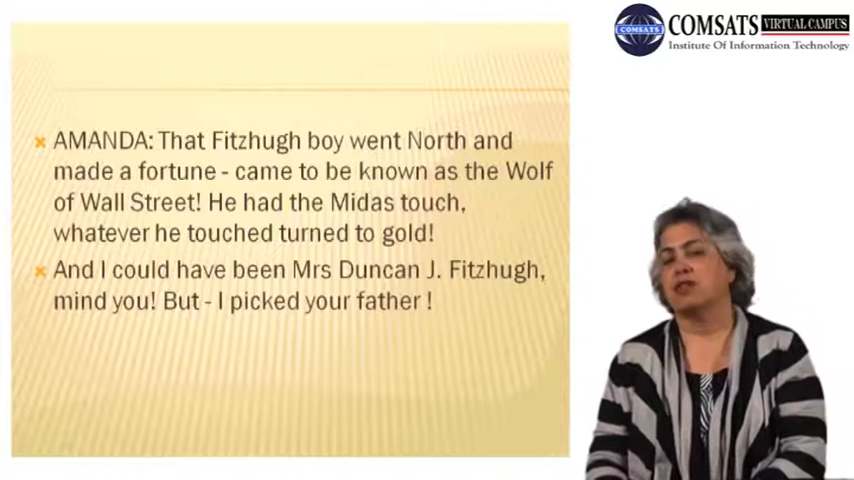 COMSATS
COMSATS VIRTUAL CAMPUS
Institute Of Information Technology
AMANDA: That Fitzhugh boy went North and
made a fortune - came to be known as the Wolf
of Wall Street! He had the Midas touch,
whatever he touched turned to gold!
And I could have been Mrs Duncan J. Fitzhugh,
mind you! But - I picked your father !